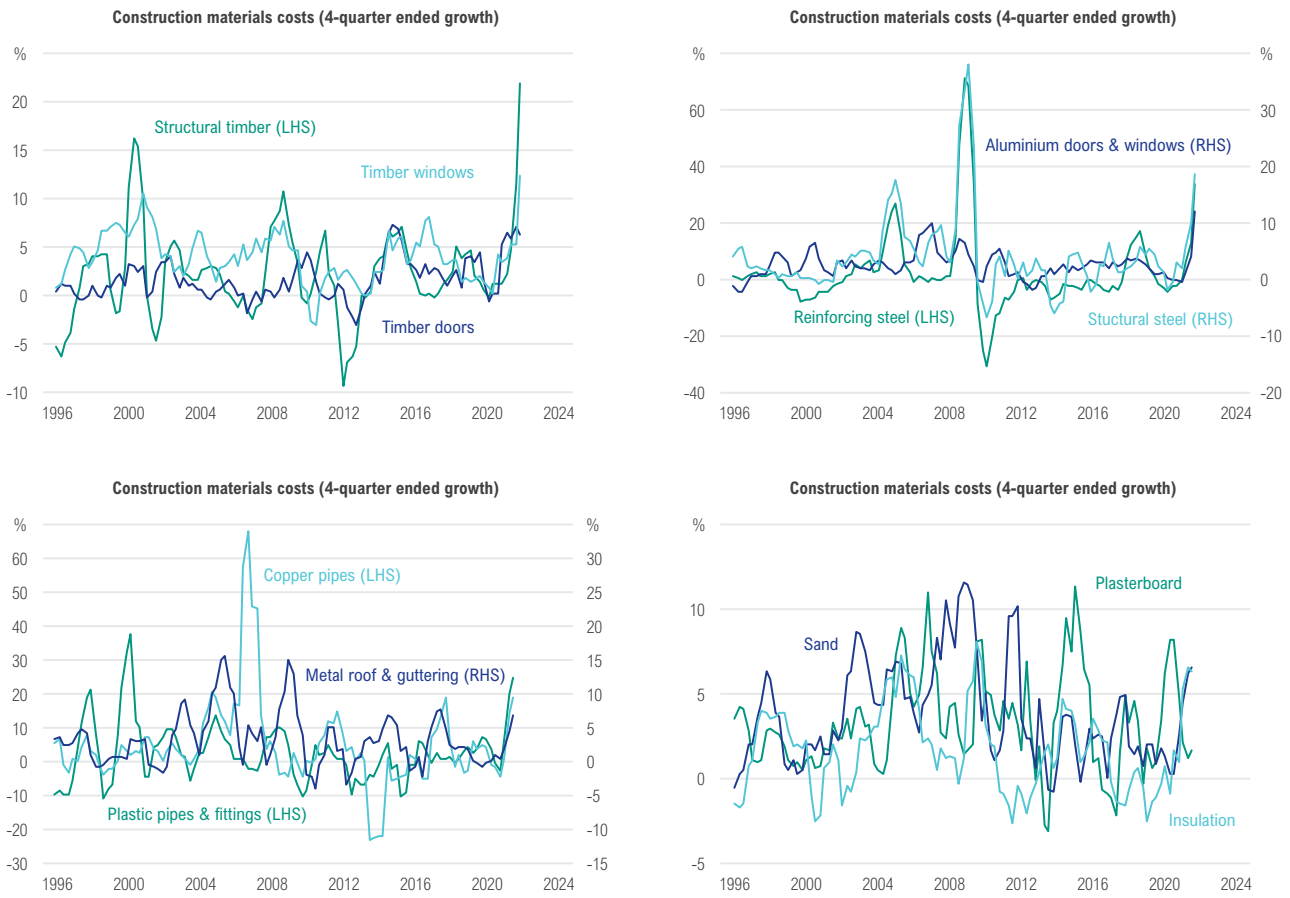 Construction materials costs (4-quarter ended growth)
%
20
15
10
5
0
-5
-10
Structural timber (LHS)
Timber windows
Timber doors
1996 2000 2004 2008 2012 2016 2020 2024
Construction materials costs (4-quarter ended growth)
% %
60 30
40 20
20 10
0 0
-20 -10
-40 -20
Aluminium doors & windows (RHS)
Reinforcing steel (LHS)
Stuctural steel (RHS)
1996 2000 2004 2008 2012 2016 2020 2024
Construction materials costs (4-quarter ended growth)
% %
60 30
50 25
40 20
30 15
20 10
10 5
0 0
-10 -5
-20 -10
-30 -15
Copper pipes (LHS)
Metal roof & guttering (RHS)
Plastic pipes & fittings (LHS)
1996 2000 2004 2008 2012 2016 2020 2024
Construction materials costs (4-quarter ended growth)
%
10
5
0
-5
Plasterboard
Sand
Insulation
1996 2000 2004 2008 2012 2016 2020 2024